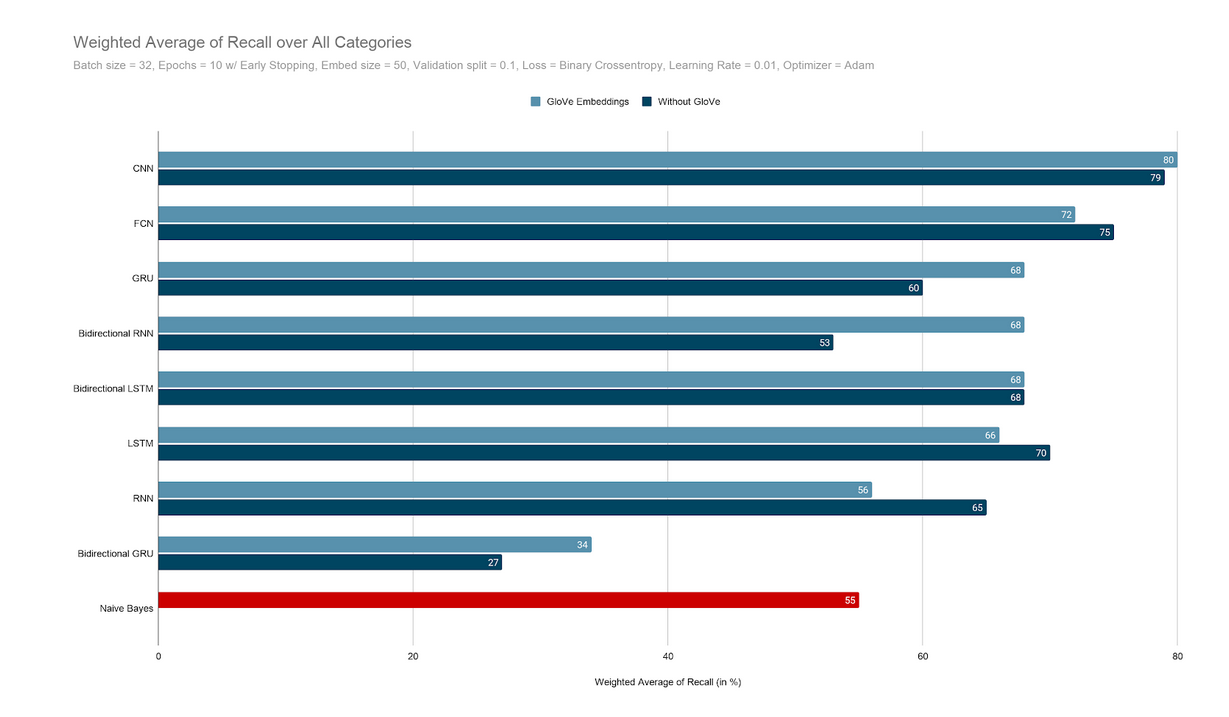 Weighted Average of Recall over All Categories
Batch size = 32, Epochs = 10 w/ Early Stopping, Embed size = 50, Validation split = 0.1, Loss = Binary Crossentropy, Learning Rate = 0.01, Optimizer = Adam
GloVe Embeddings Without GloVe
CNN 80
79
FCN 72
75
GRU 68
60
Bidirectional RNN 68
53
Bidirectional LSTM 68
68
LSTM 66
70
RNN 56
65
Bidirectional GRU 34
27
Naive Bayes 55
0 20 40 60 80
Weighted Average of Recall (in %)